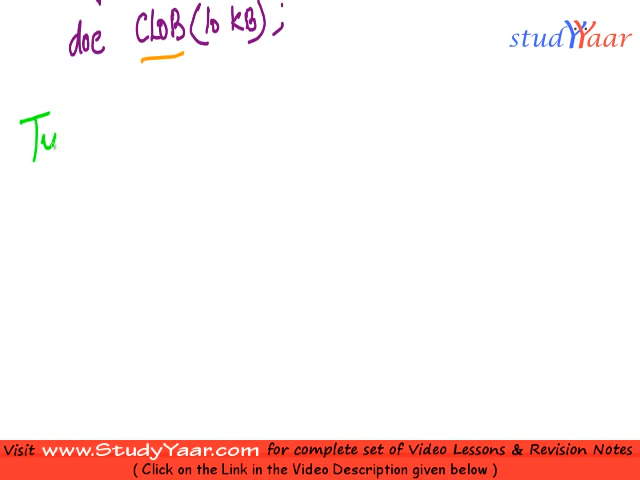 doc CLOB(10 KB);
studYYaar
Tu
Visit www.StudyYaar.com for complete set of Video Lessons & Revision Notes
( Click on the Link in the Video Description given below )